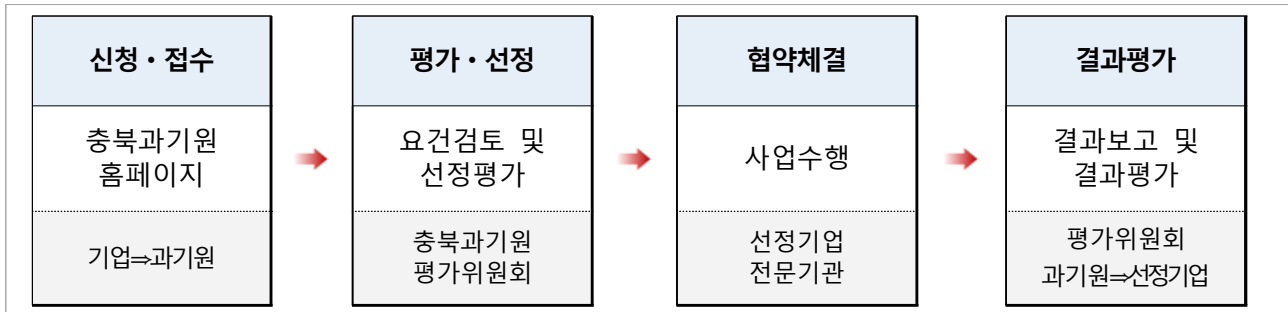 신청・접수
충북과기원
홈페이지
기업⇒과기원
평가・선정
요건검토 및
선정평가
충북과기원
평가위원회
협약체결
사업수행
선정기업
전문기관
결과평가
결과보고 및
결과평가
평가위원회
과기원⇒선정기업